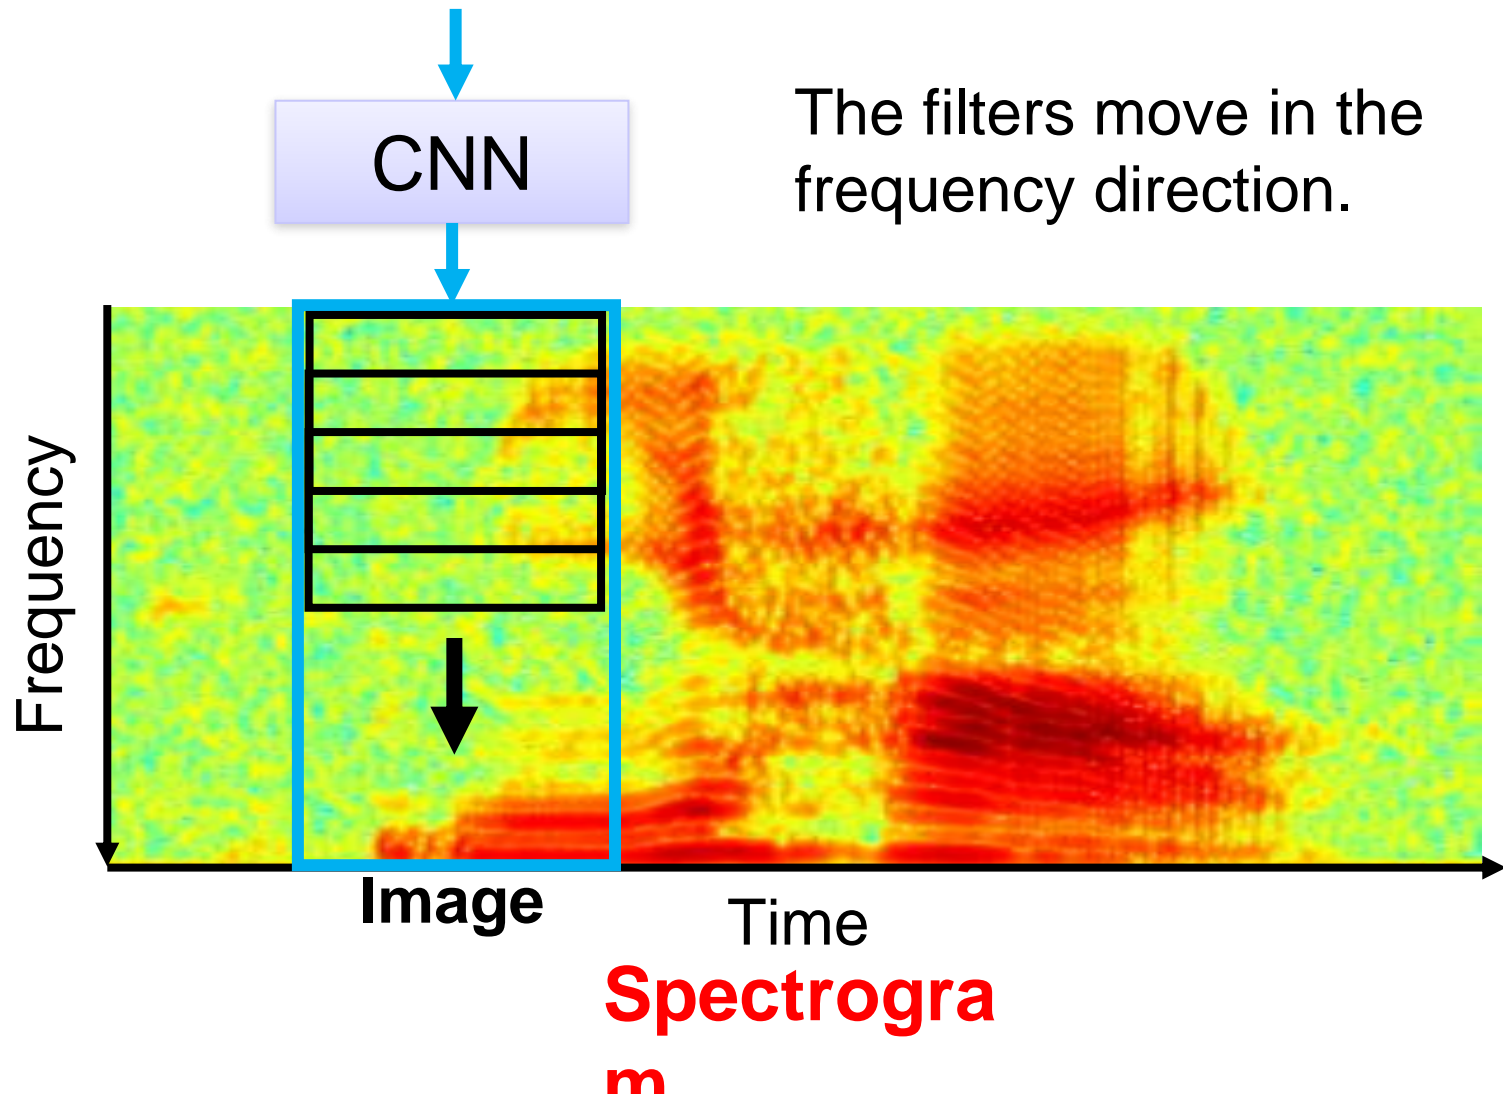 CNN
The filters move in the
frequency direction.
Frequency
Image
Time
Spectrogra
m